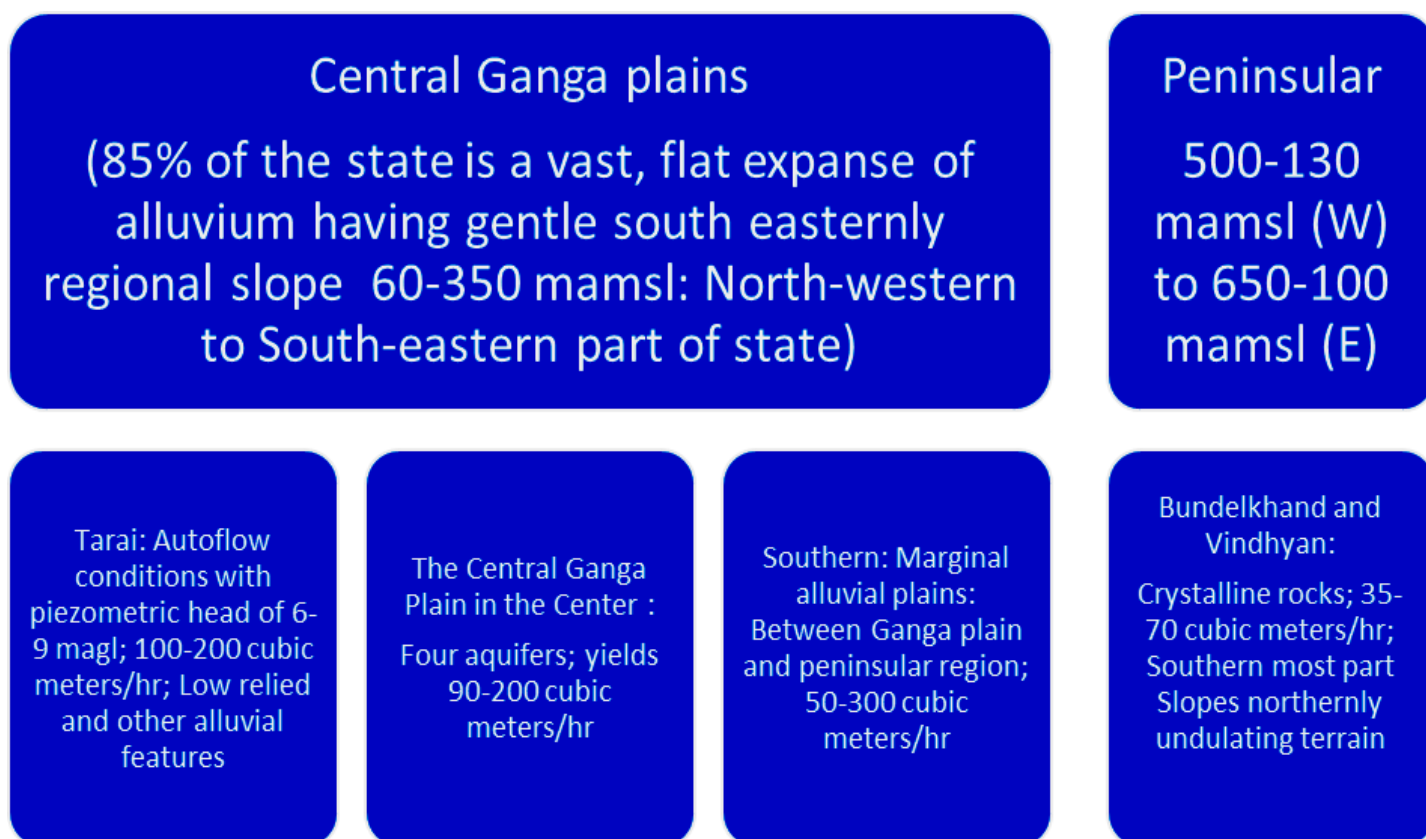 Central Ganga plains
(85% of the state is a vast, flat expanse of
alluvium having gentle south easternly
regional slope 60-350 mamsl: North-western
to South-eastern part of state)
Peninsular
500-130
mamsl (W)
to 650-100
mamsl (E)
Tarai: Autoflow
conditions with
piezometric head of 6-
9 magl; 100-200 cubic
meters/hr; Low relied
and other alluvial
features
The Central Ganga
Plain in the Center :
Four aquifers; yields
90-200 cubic
meters/hr
Southern: Marginal
alluvial plains:
Between Ganga plain
and peninsular region;
50-300 cubic
meters/hr
Bundelkhand and
Vindhyan:
Crystalline rocks; 35-
70 cubic meters/hr;
Southern most part
Slopes northernly
undulating terrain